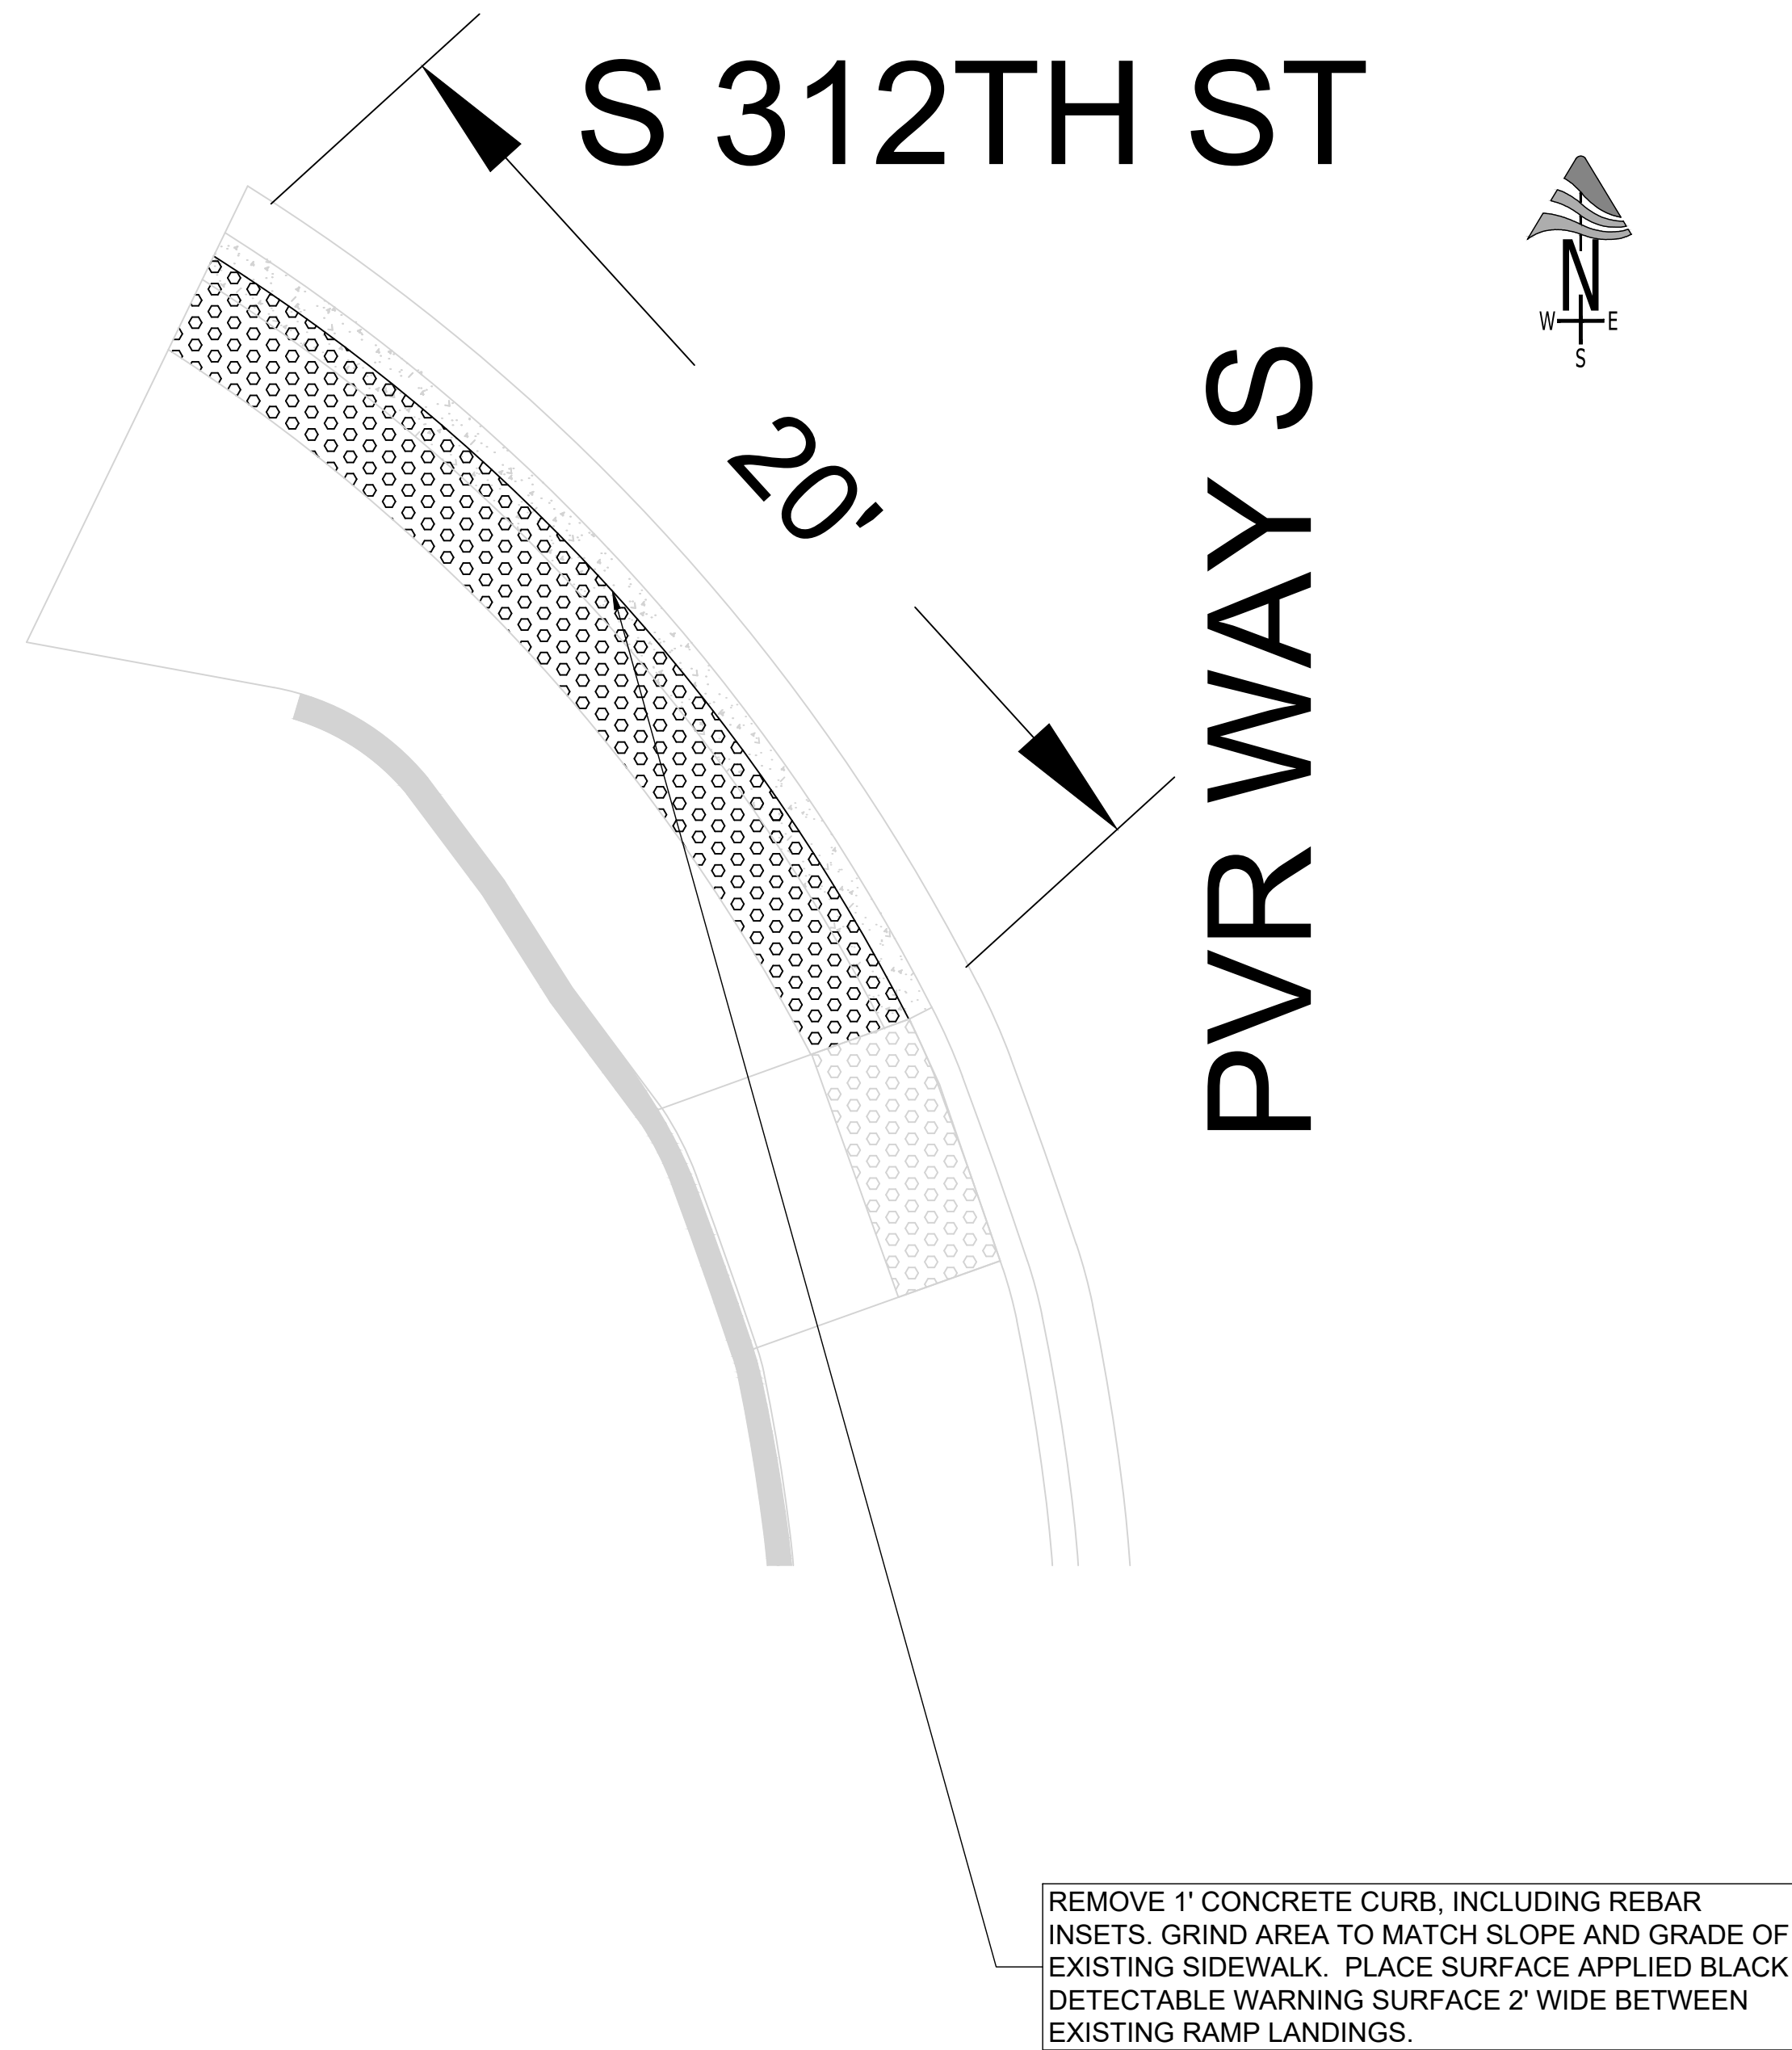 S 312TH ST
N
W E
S
20'
PVR WAY S
REMOVE 1' CONCRETE CURB, INCLUDING REBAR
INSETS. GRIND AREA TO MATCH SLOPE AND GRADE OF
EXISTING SIDEWALK.  PLACE SURFACE APPLIED BLACK
DETECTABLE WARNING SURFACE 2' WIDE BETWEEN
EXISTING RAMP LANDINGS.